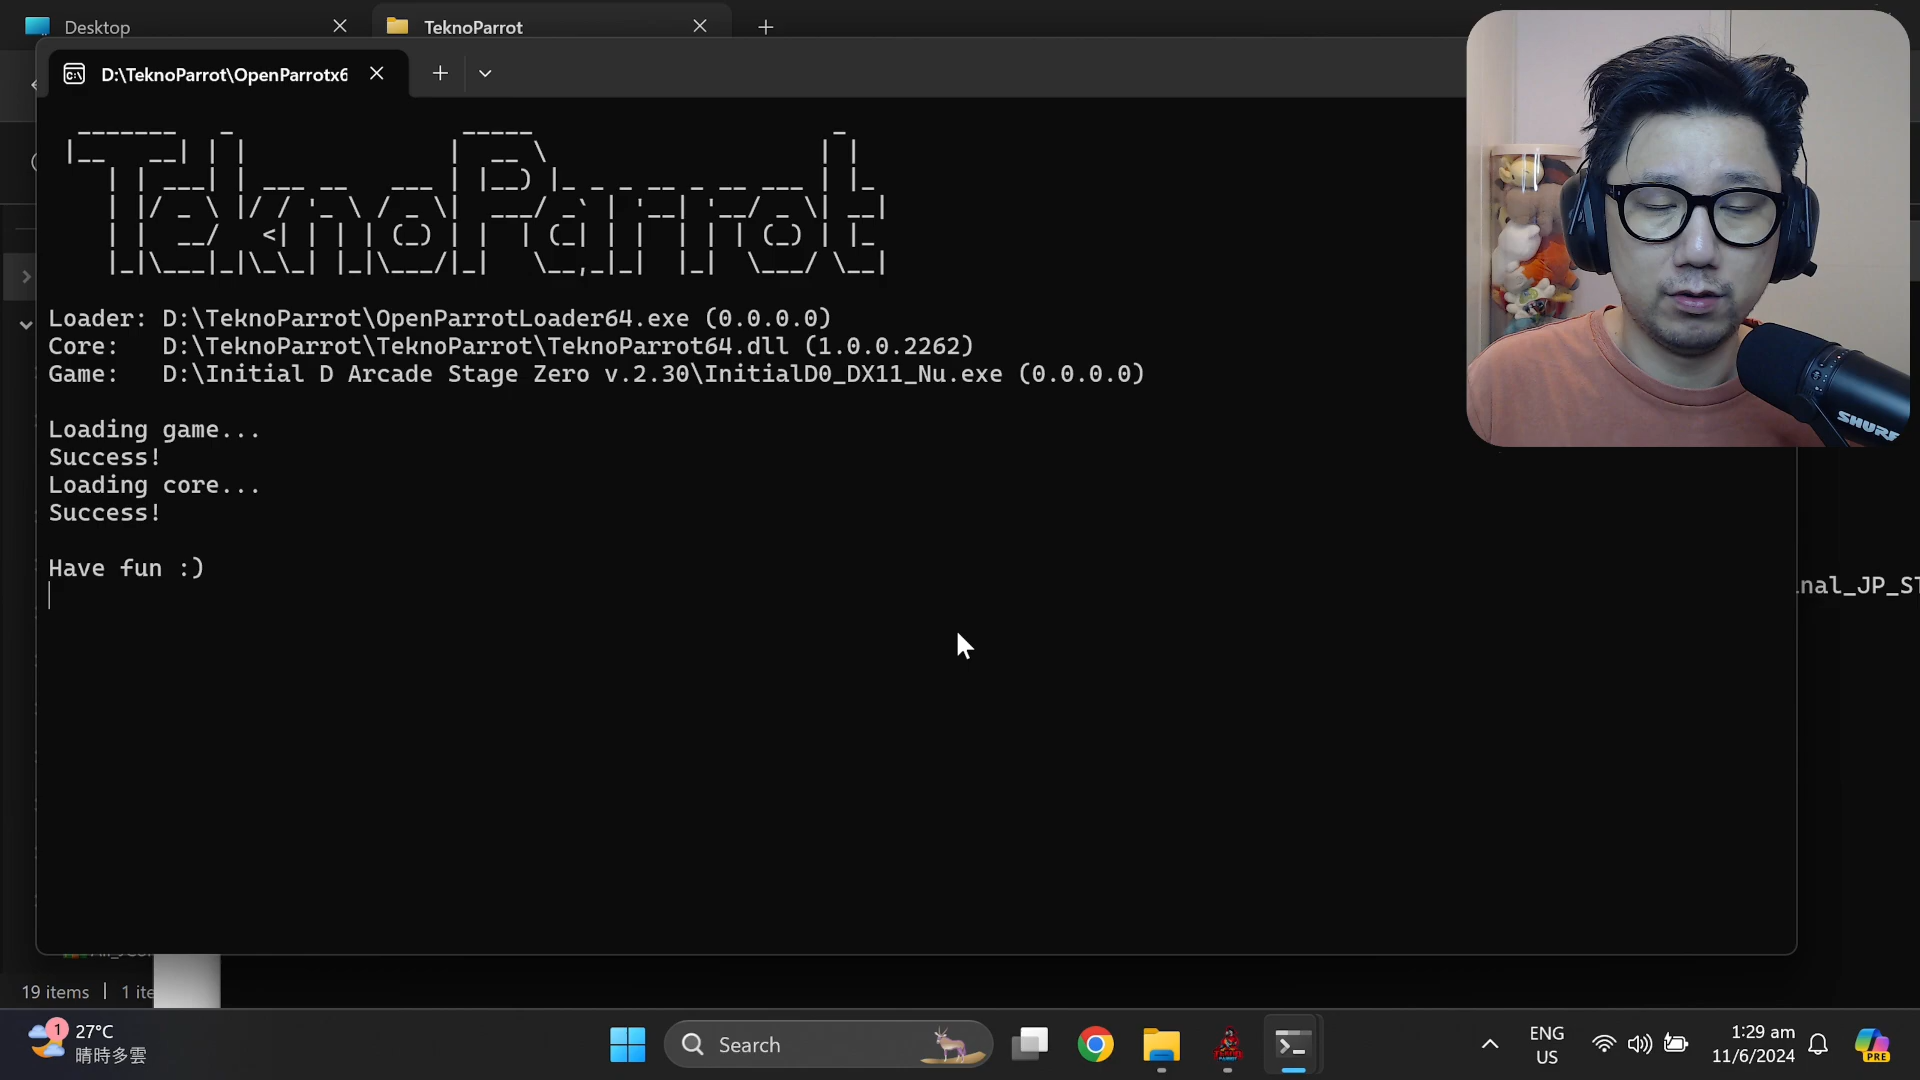 Desktop
TeknoParrot
D:\TeknoParrot\OpenParrotx6
TeknoParrot
Loader: D:\TeknoParrot\OpenParrotLoader64.exe (0.0.0.0)
Core:   D:\TeknoParrot\TeknoParrot\TeknoParrot64.dll (1.0.0.2262)
Game:   D:\Initial D Arcade Stage Zero v.2.30\InitialD0_DX11_Nu.exe (0.0.0.0)
Loading game...
Success!
Loading core...
Success!
Have fun :)
nal_JP_ST
SHURE
19 items | 1 ite
1
27°C
晴時多雲
Search
ENG
US
1:29 am
11/6/2024
PRE